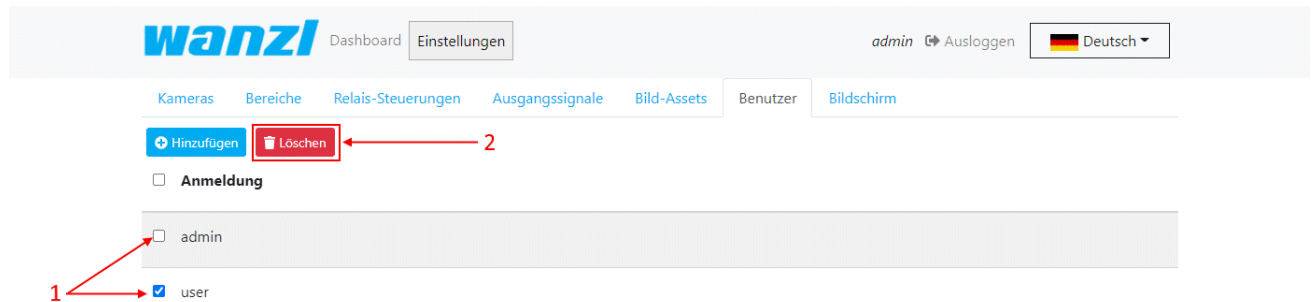 wanzl Dashboard Einstellungen admin Ausloggen Deutsch
Kameras Bereiche Relais-Steuerungen Ausgangssignale Bild-Assets Benutzer Bildschirm
Hinzufügen Löschen 2
Anmeldung
admin
1 user